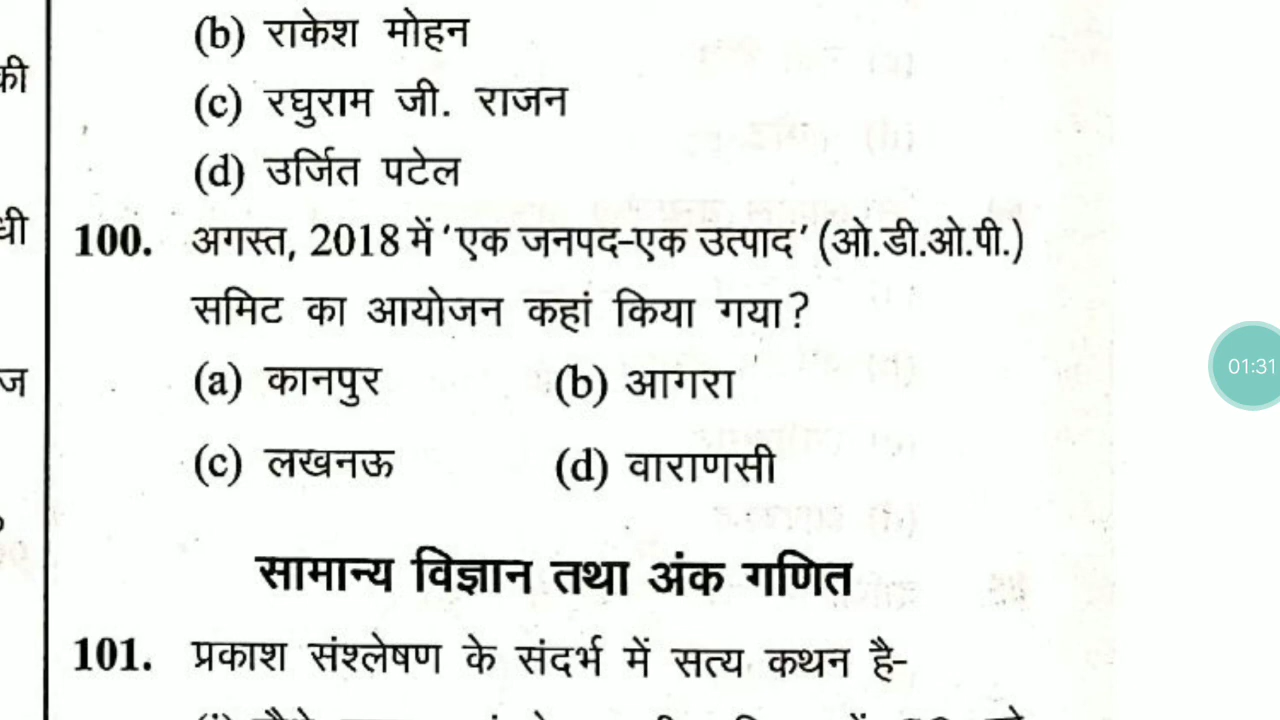 की
धी
ज
(b) राकेश मोहन
(c) रघुराम जी. राजन
(d) उर्जित पटेल
100. अगस्त, 2018 में ‘एक जनपद-एक उत्पाद’ (ओ.डी.ओ.पी.)
समिट का आयोजन कहां किया गया?
(a) कानपुर (b) आगरा
(c) लखनऊ (d) वाराणसी
सामान्य विज्ञान तथा अंक गणित
101. प्रकाश संश्लेषण के संदर्भ में सत्य कथन है-
01:31